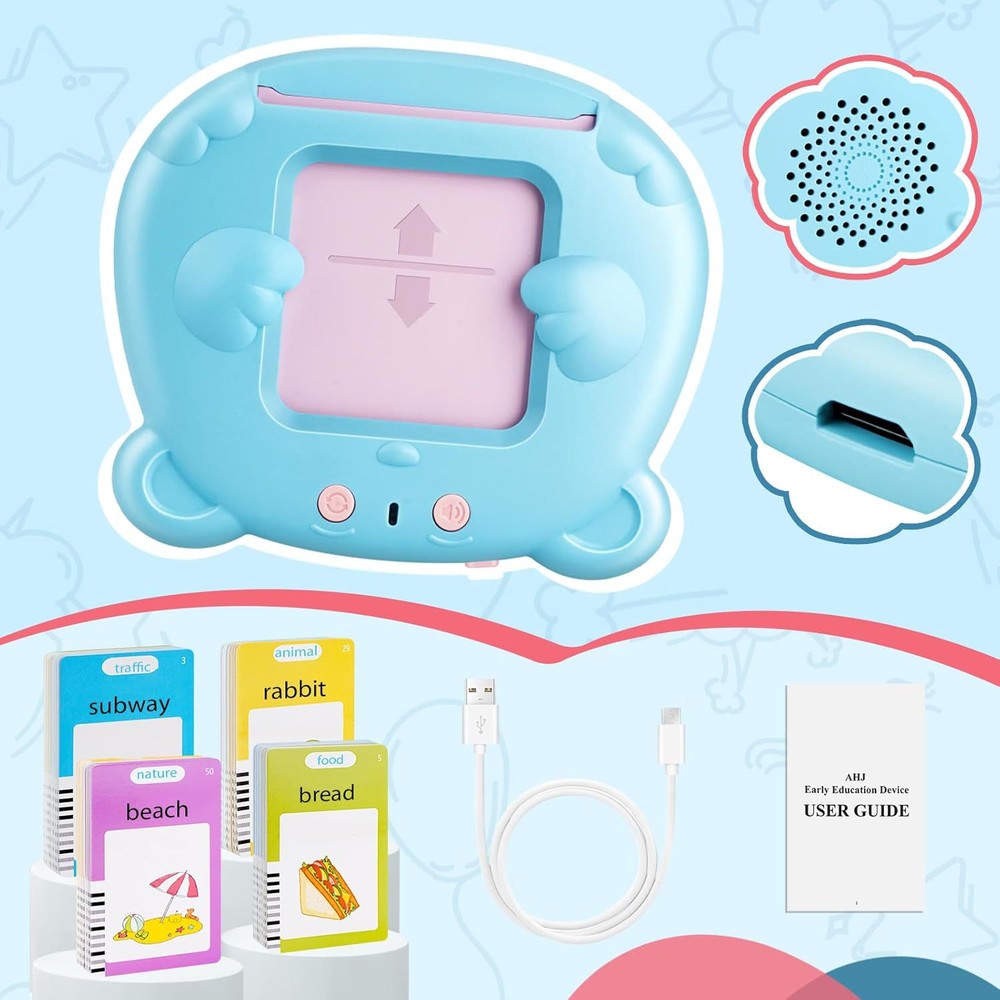 traffic
3
subway
animal
29
rabbit
nature
50
beach
food
5
bread
AHJ
Early Education Device
USER GUIDE